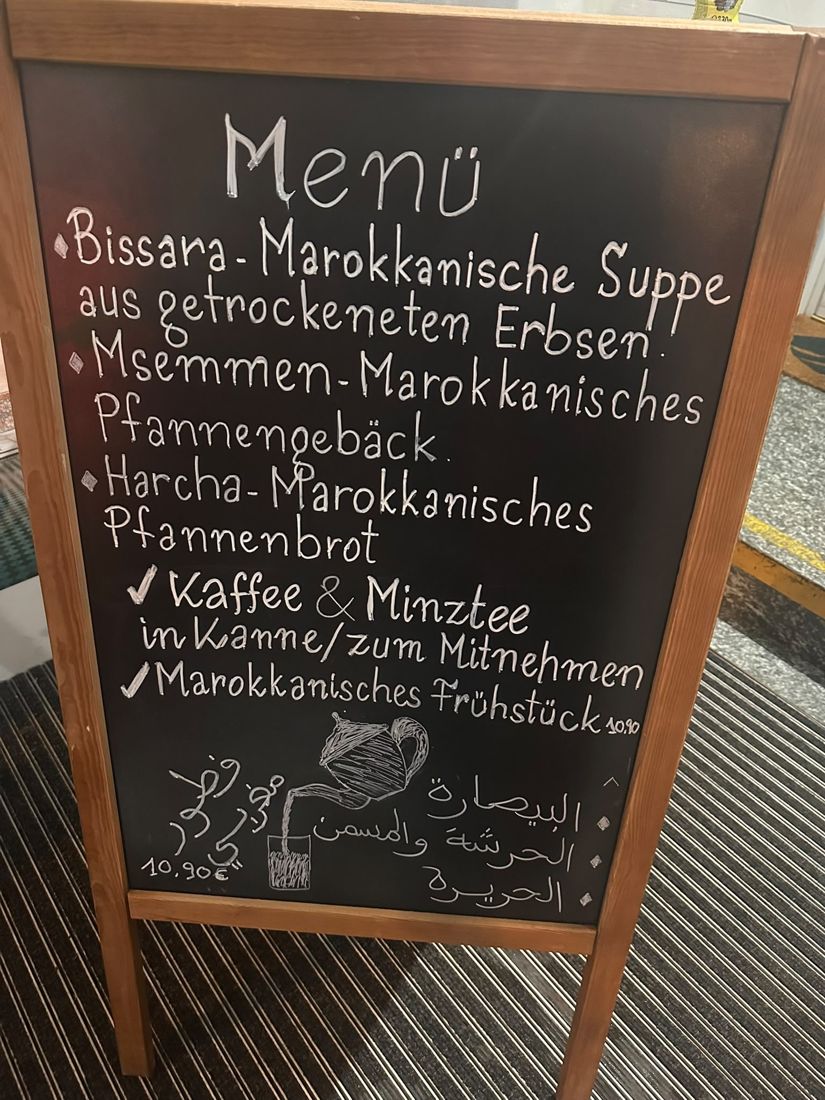 Menü
Bissara - Marokkanische Suppe
aus getrockeneten Erbsen.
Msemmen - Marokkanisches
Pfannengebäck.
Harcha - Marokkanisches
Pfannenbrot
✓ Kaffee & Minztee
in Kanne/zum Mitnehmen
✓ Marokkanisches Frühstück 10.90
البيصارة
الحرشة والمسمن
الحريرة
فطور
مغربي
10,90€"